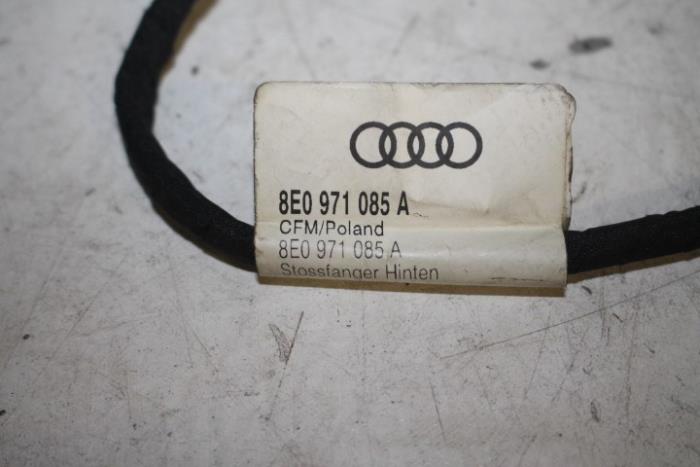 8E0 971 085 A
CFM/Poland
8E0 971 085 A
Stossfanger Hinten